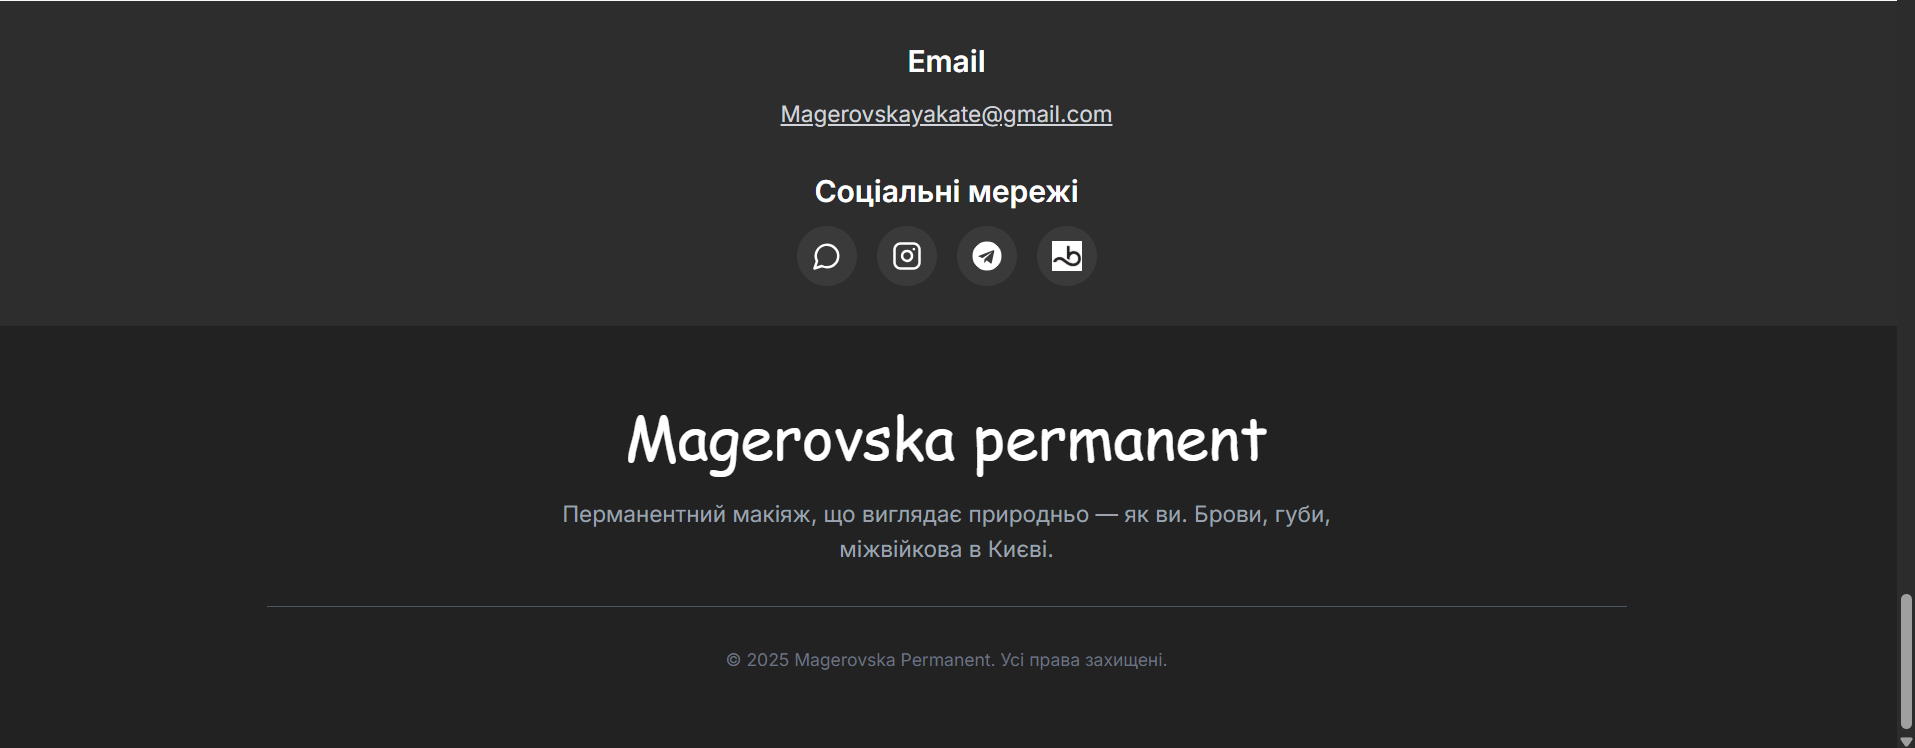 Email
Magerovskayakate@gmail.com
Соціальні мережі
Magerovska permanent
Перманентний макіяж, що виглядає природньо — як ви. Брови, губи,
міжвійкова в Києві.
© 2025 Magerovska Permanent. Усі права захищені.